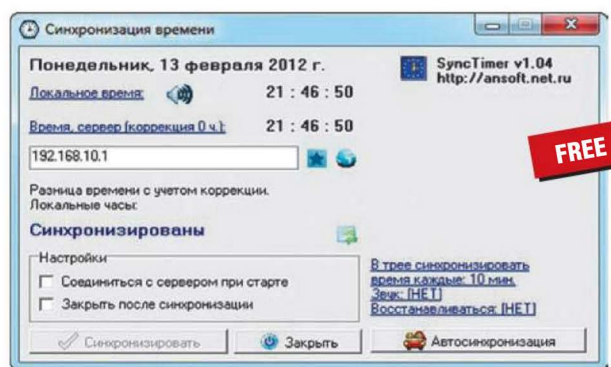 Синхронизация времени
Понедельник, 13 февраля 2012 г.
SyncTimer v1.04
http://ansoft.net.ru
Локальное время:
21 : 46 : 50
Время, сервер (коррекция 0 ч.):
21 : 46 : 50
192.168.10.1
FREE
Разница времени с учетом коррекции.
Локальные часы:
Синхронизированы
Настройки
Соединиться с сервером при старте
Закрыть после синхронизации
В трее синхронизировать
время каждые: 10 мин.
Звук: [НЕТ]
Восстанавливаться: [НЕТ]
Синхронизировать
Закрыть
Автосинхронизация